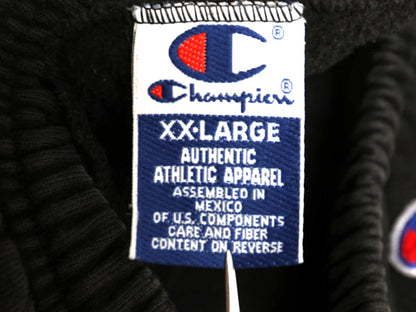 ®
Champion®
XX-LARGE
AUTHENTIC
ATHLETIC APPAREL
ASSEMBLED IN
MEXICO
OF U.S. COMPONENTS
CARE AND FIBER
CONTENT ON REVERSE